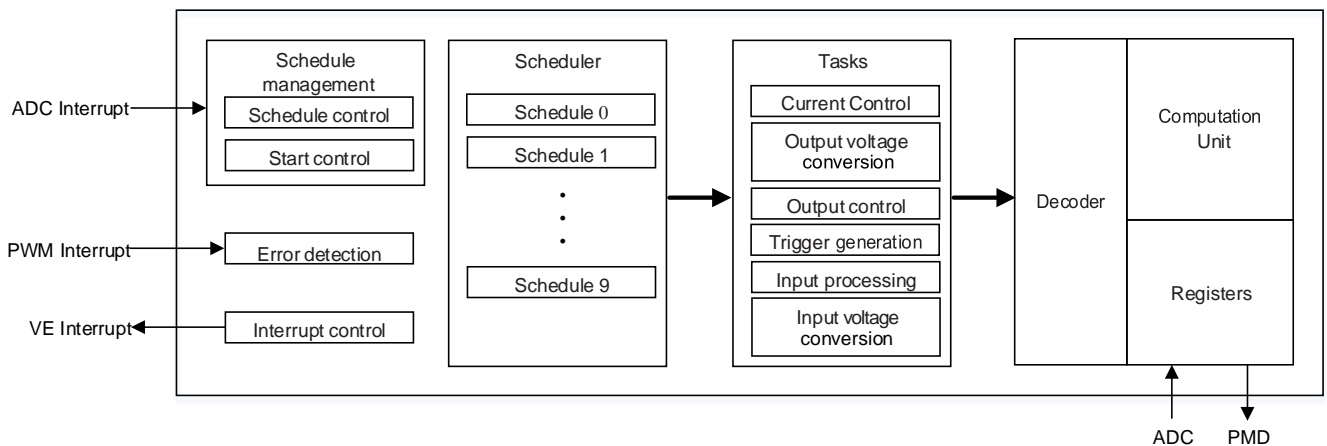 ADC Interrupt
PWM Interrupt
VE Interrupt
Schedule
management
Schedule control
Start control
Error detection
Interrupt control
Scheduler
Schedule 0
Schedule 1
Schedule 9
Tasks
Current Control
Output voltage
conversion
Output control
Trigger generation
Input processing
Input voltage
conversion
Decoder
Computation
Unit
Registers
ADC
PMD